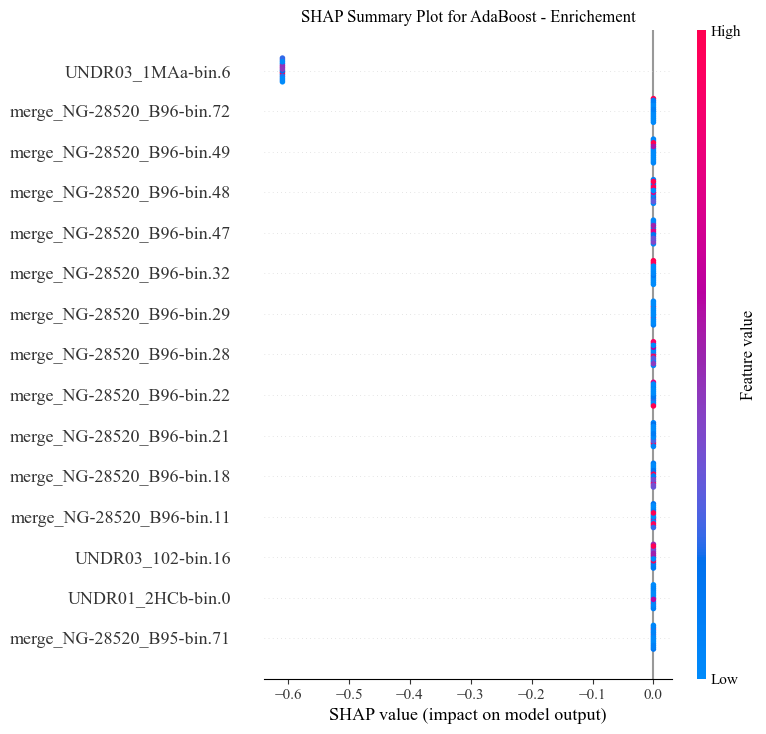 SHAP Summary Plot for AdaBoost - Enrichement
High
UNDR03_1MAa-bin.6
merge_NG-28520_B96-bin.72
merge_NG-28520_B96-bin.49
merge_NG-28520_B96-bin.48
merge_NG-28520_B96-bin.47
merge_NG-28520_B96-bin.32
merge_NG-28520_B96-bin.29
merge_NG-28520_B96-bin.28
merge_NG-28520_B96-bin.22
merge_NG-28520_B96-bin.21
merge_NG-28520_B96-bin.18
merge_NG-28520_B96-bin.11
UNDR03_102-bin.16
UNDR01_2HCb-bin.0
merge_NG-28520_B95-bin.71
Feature value
Low
−0.6 −0.5 −0.4 −0.3 −0.2 −0.1 0.0
SHAP value (impact on model output)